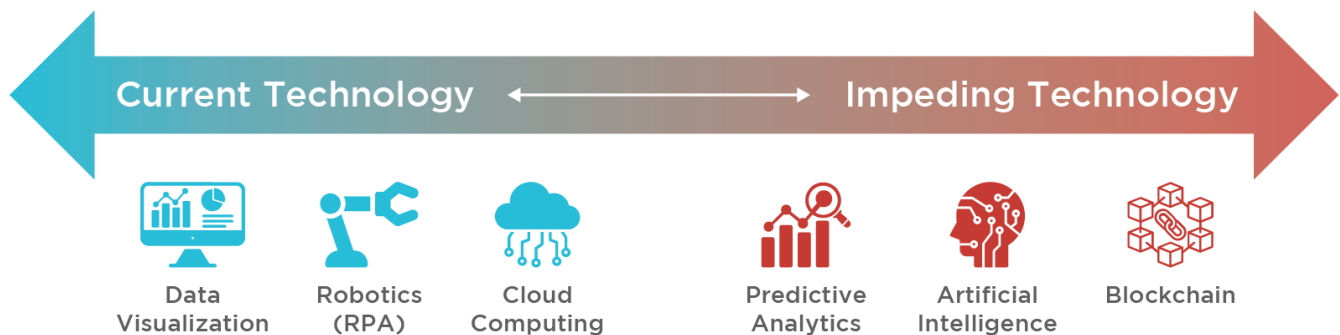 Current Technology
Impeding Technology
Data
Visualization
Robotics
(RPA)
Cloud
Computing
Predictive
Analytics
Artificial
Intelligence
Blockchain